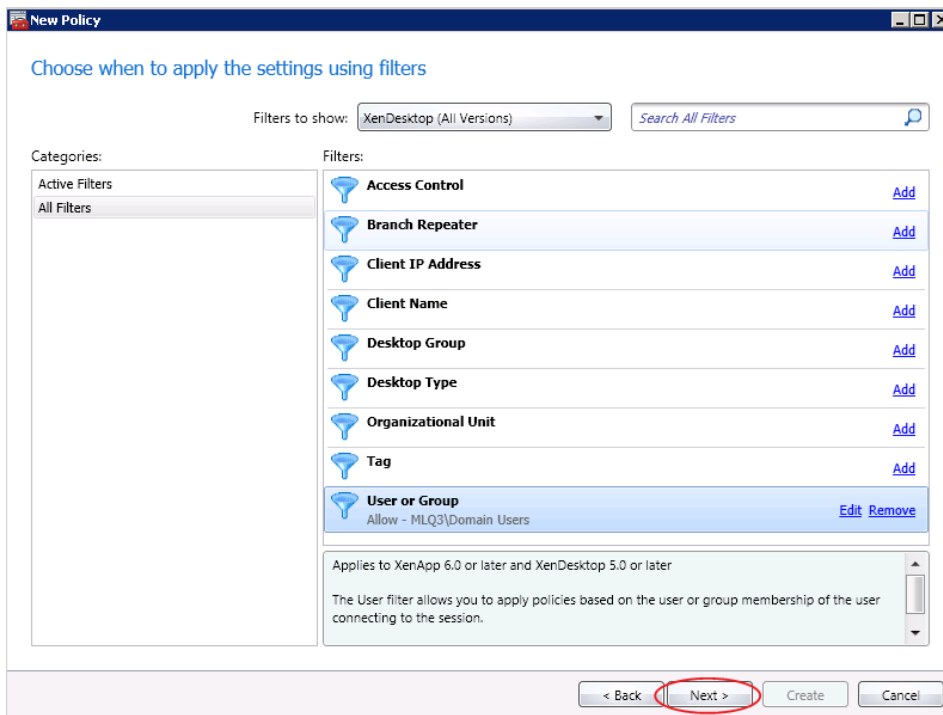 New Policy
Choose when to apply the settings using filters
Filters to show: XenDesktop (All Versions) Search All Filters
Categories:
Filters:
Active Filters
All Filters
Access Control
Add
Branch Repeater
Add
Client IP Address
Add
Client Name
Add
Desktop Group
Add
Desktop Type
Add
Organizational Unit
Add
Tag
Add
User or Group
Allow - MLQ3\Domain Users
Edit Remove
Applies to XenApp 6.0 or later and XenDesktop 5.0 or later
The User filter allows you to apply policies based on the user or group membership of the user
connecting to the session.
< Back Next > Create Cancel